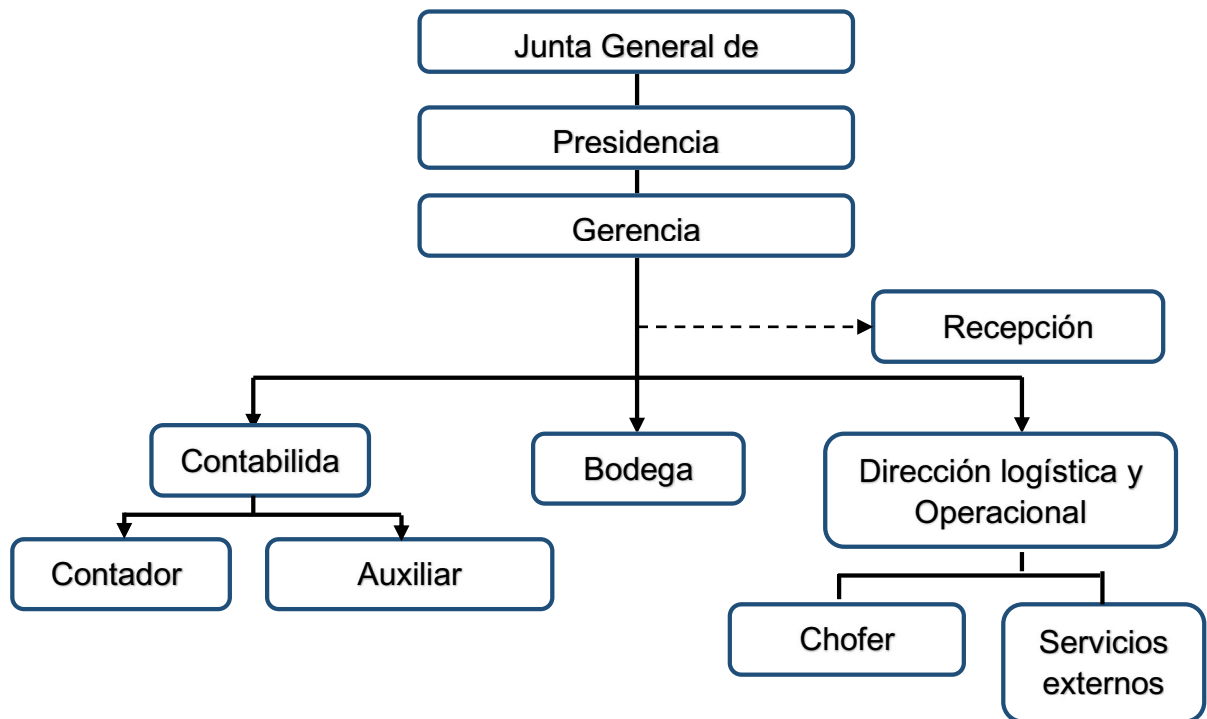 Junta General de
Presidencia
Gerencia
Recepción
Contabilida
Bodega
Dirección logística y
Operacional
Contador
Auxiliar
Chofer
Servicios
externos